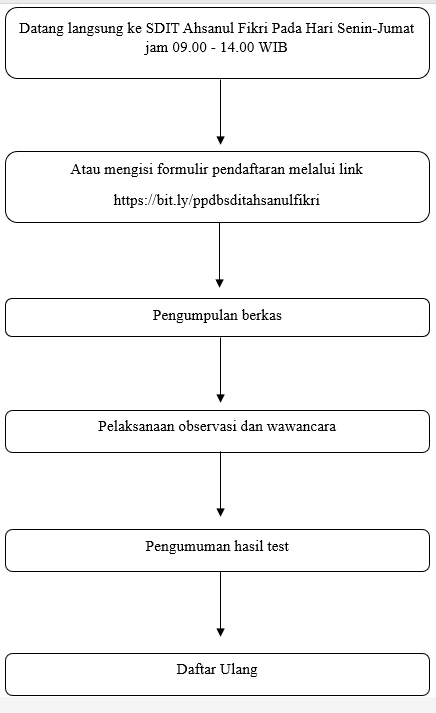 Datang langsung ke SDIT Ahsanul Fikri Pada Hari Senin-Jumat
jam 09.00 - 14.00 WIB
Atau mengisi formulir pendaftaran melalui link
https://bit.ly/ppdbsditahsanulfikri
Pengumpulan berkas
Pelaksanaan observasi dan wawancara
Pengumuman hasil test
Daftar Ulang